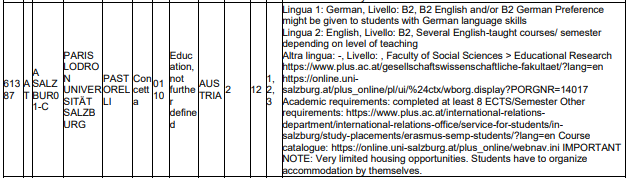 613
87
A
T
A
SALZ
BUR0
1-C
PARIS
LODRO
N
UNIVER
SITÄT
SALZB
URG
PAST
OREL
LI
Con
cett
a
01
10
Educ
ation,
not
furthe
r
define
d
AUS
TRIA
2
12
1,
2,
3
Lingua 1: German, Livello: B2, B2 English and/or B2 German Preference
might be given to students with German language skills
Lingua 2: English, Livello: B2, Several English-taught courses/ semester
depending on level of teaching
Altra lingua: -, Livello: , Faculty of Social Sciences > Educational Research
https://www.plus.ac.at/gesellschaftswissenschaftliche-fakultaet/?lang=en
https://online.uni-
salzburg.at/plus_online/pl/ui/%24ctx/wborg.display?PORGNR=14017
Academic requirements: completed at least 8 ECTS/Semester Other
requirements: https://www.plus.ac.at/international-relations-
department/international-relations-office/service-for-students/in-
salzburg/study-placements/erasmus-semp-students/?lang=en Course
catalogue: https://online.uni-salzburg.at/plus_online/webnav.ini IMPORTANT
NOTE: Very limited housing opportunities. Students have to organize
accommodation by themselves.